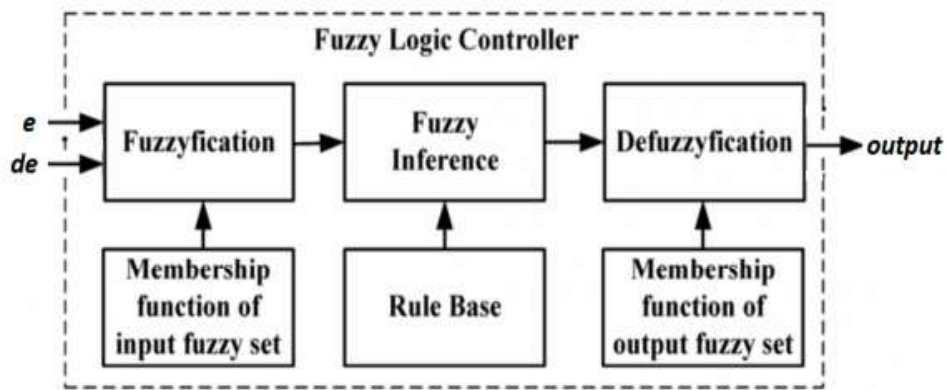 Fuzzy Logic Controller
e
de
Fuzzyfication
Fuzzy
Inference
Defuzzyfication
output
Membership
function of
input fuzzy set
Rule Base
Membership
function of
output fuzzy set